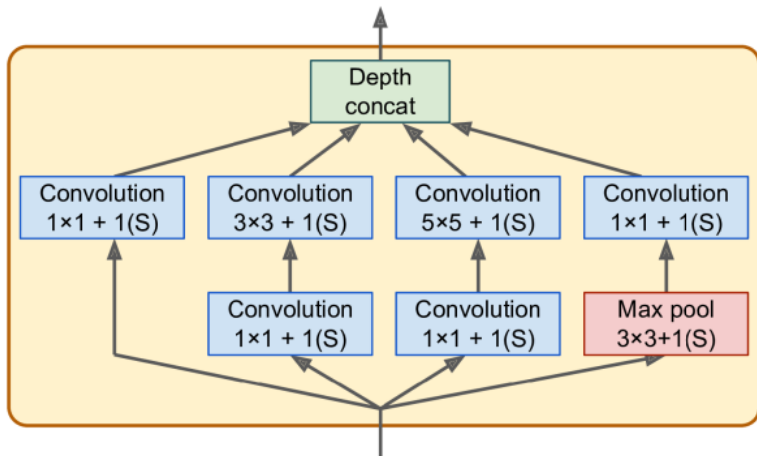 Depth
concat
Convolution
1×1 + 1(S)
Convolution
3×3 + 1(S)
Convolution
5×5 + 1(S)
Convolution
1×1 + 1(S)
Convolution
1×1 + 1(S)
Convolution
1×1 + 1(S)
Max pool
3×3+1(S)